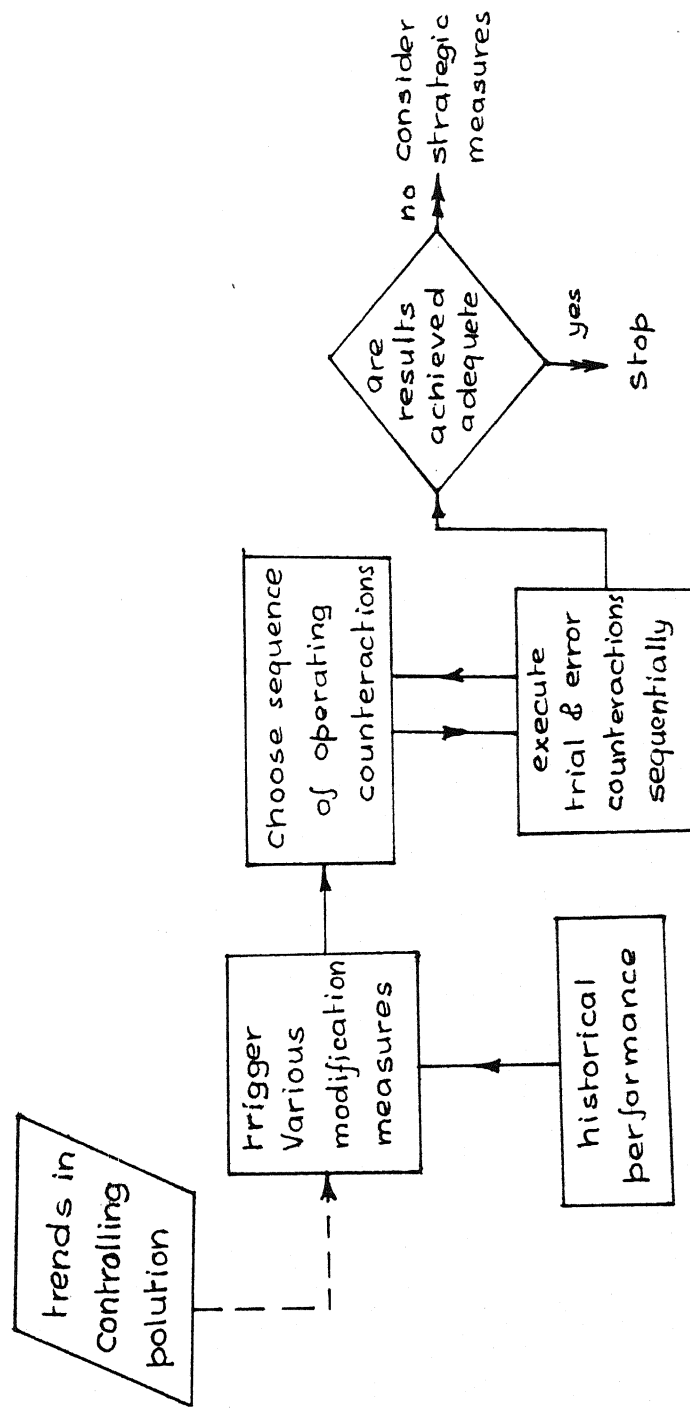 trends in
controlling
polution
trigger
Various
modification
measures
historical
performance
choose sequence
of operating
counteractions
execute
trial & error
counteractions
sequentially
are
results
achieved
adequete
no consider
strategic
measures
yes
stop